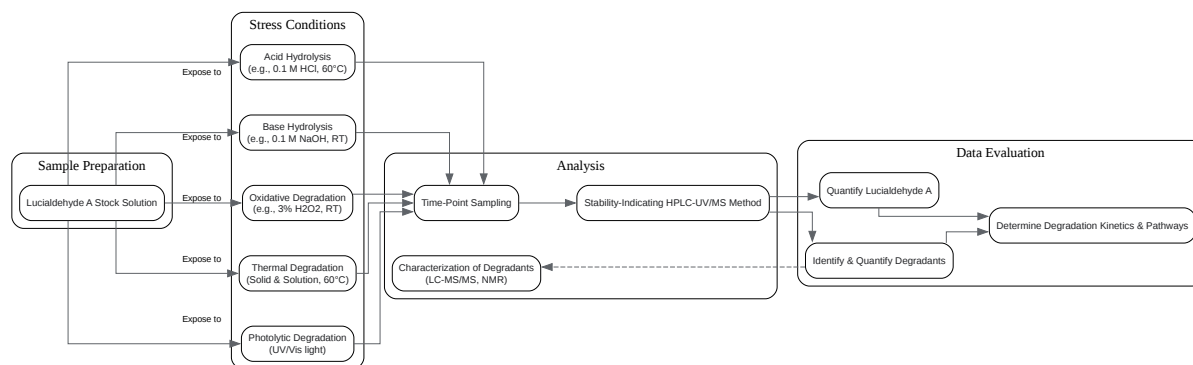 Stress Conditions
Acid Hydrolysis
(e.g., 0.1 M HCl, 60°C)
Expose to
Base Hydrolysis
(e.g., 0.1 M NaOH, RT)
Expose to
Sample Preparation
Lucialdehyde A Stock Solution
Expose to
Oxidative Degradation
(e.g., 3% H2O2, RT)
Expose to
Thermal Degradation
(Solid & Solution, 60°C)
Expose to
Photolytic Degradation
(UV/Vis light)
Analysis
Time-Point Sampling
Stability-Indicating HPLC-UV/MS Method
Characterization of Degradants
(LC-MS/MS, NMR)
Data Evaluation
Quantify Lucialdehyde A
Identify & Quantify Degradants
Determine Degradation Kinetics & Pathways